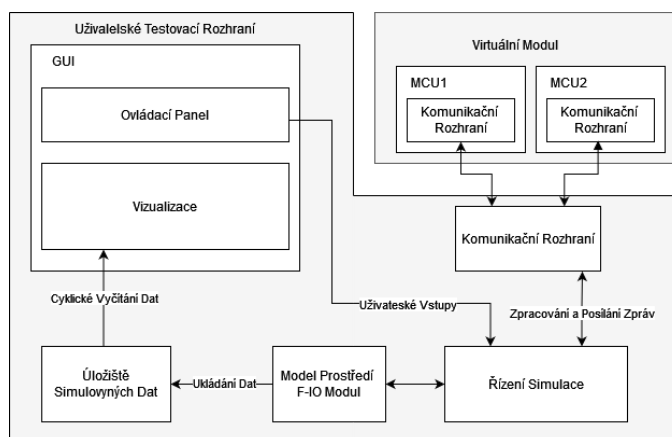 Uživalelské Testovací Rozhraní
GUI
Ovládací Panel
Vizualizace
Virtuální Modul
MCU1
Komunikační
Rozhraní
MCU2
Komunikační
Rozhraní
Komunikační Rozhraní
Cyklické Vyčítání Dat
Uživateské Vstupy
Zpracování a Posílání Zpráv
Úložiště
Simulovyných Dat
Ukládání Dat
Model Prostředí
F-IO Modul
Řízení Simulace